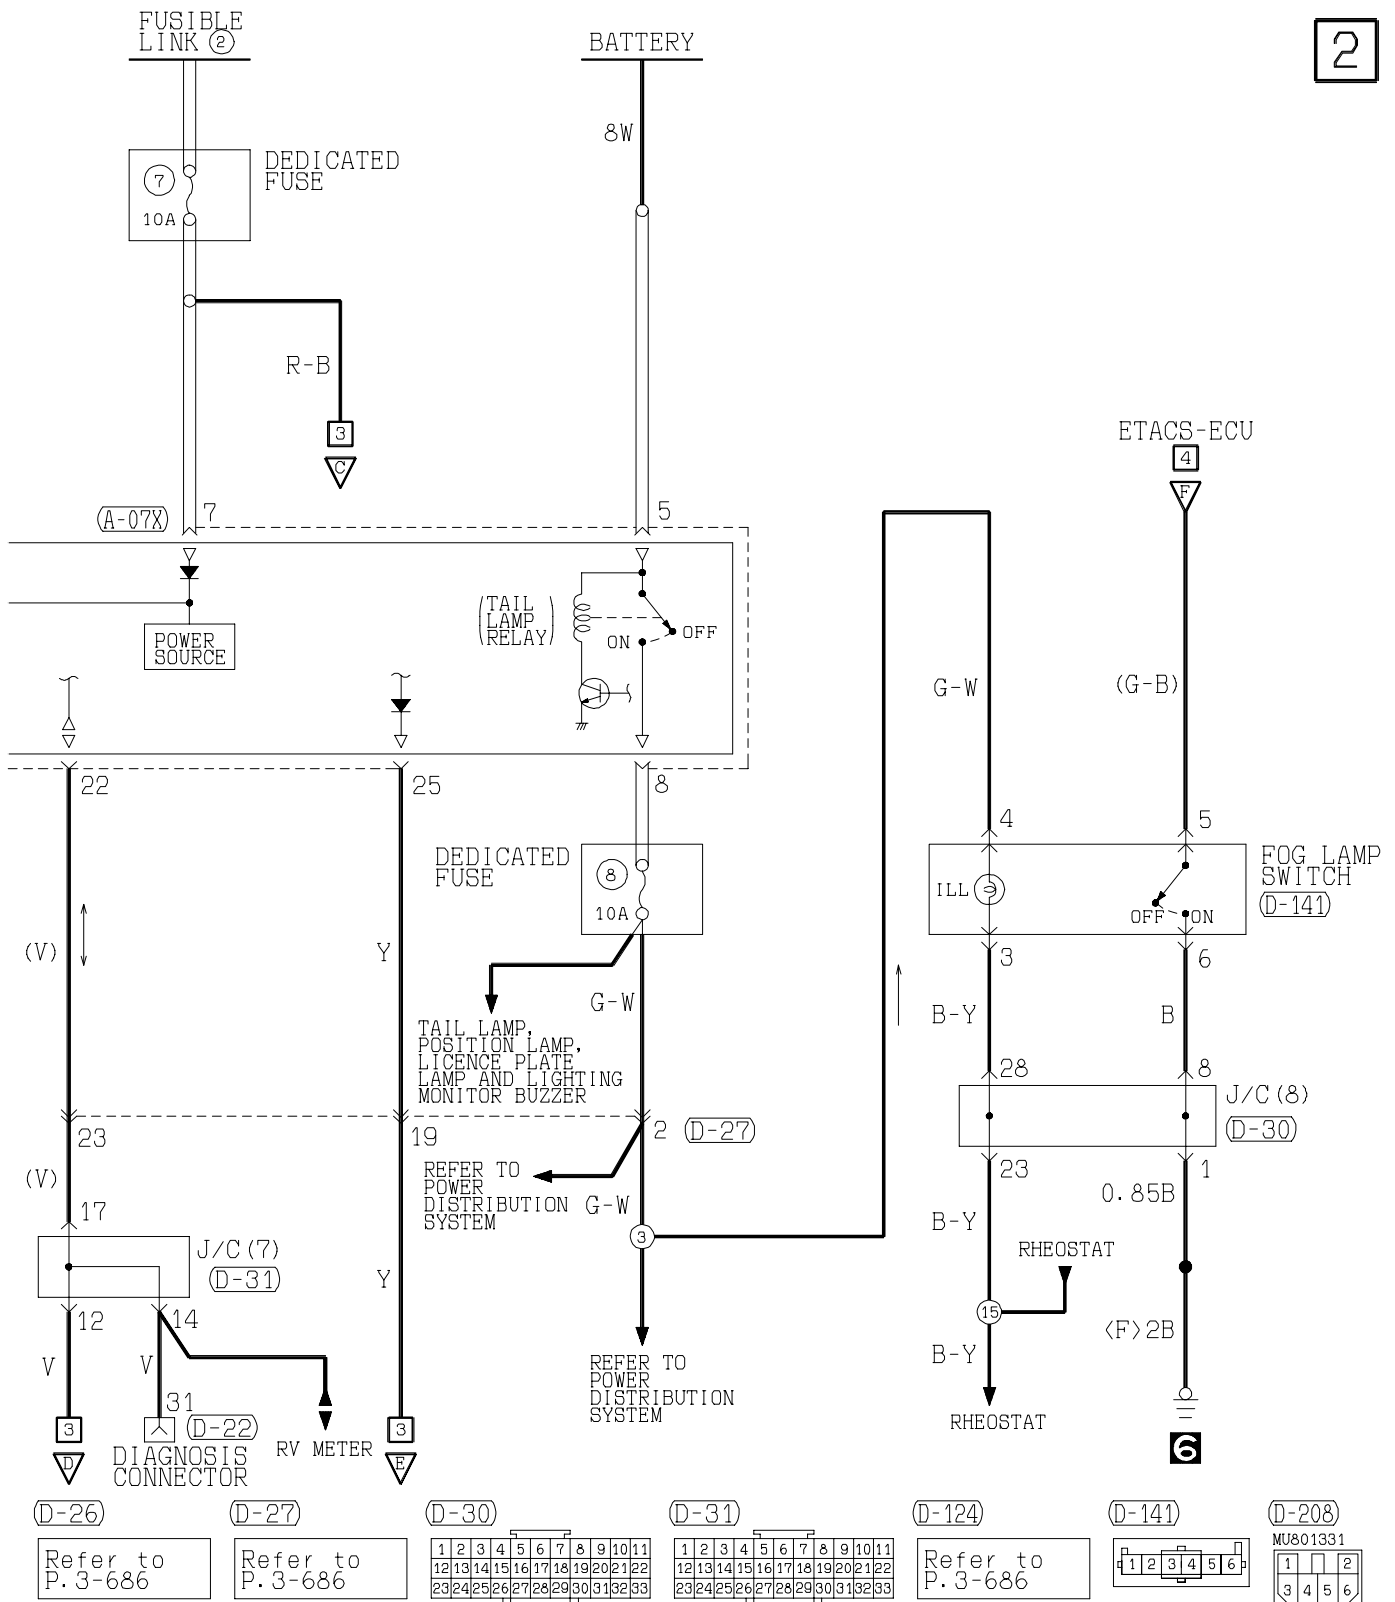 FUSIBLE
LINK 2
BATTERY
2
8W
DEDICATED
FUSE
7
10A
R-B
3
C
ETACS-ECU
4
F
(A-07X)
7
5
(TAIL
LAMP
RELAY)
OFF
ON
POWER
SOURCE
G-W
(G-B)
22
25
8
4
5
DEDICATED
FUSE
8
10A
FOG LAMP
SWITCH
(D-141)
ILL
OFF
ON
(V)
Y
G-W
3
6
B-Y
B
TAIL LAMP,
POSITION LAMP,
LICENCE PLATE
LAMP AND LIGHTING
MONITOR BUZZER
28
8
J/C(8)
(D-30)
23
19
2
(D-27)
REFER TO
POWER
DISTRIBUTION
SYSTEM
G-W
23
1
(V)
17
0.85B
B-Y
J/C(7)
(D-31)
Y
3
RHEOSTAT
15
12
14
<F>2B
V
V
B-Y
REFER TO
POWER
DISTRIBUTION
SYSTEM
31
(D-22)
3
D
DIAGNOSIS
CONNECTOR
RV METER
3
E
RHEOSTAT
6
(D-26)
Refer to
P.3-686
(D-27)
Refer to
P.3-686
(D-30)
1 2 3 4 5 6 7 8 9 10 11
12 13 14 15 16 17 18 19 20 21 22
23 24 25 26 27 28 29 30 31 32 33
(D-31)
1 2 3 4 5 6 7 8 9 10 11
12 13 14 15 16 17 18 19 20 21 22
23 24 25 26 27 28 29 30 31 32 33
(D-124)
Refer to
P.3-686
(D-141)
1 2 3 4 5 6
(D-208)
MU801331
1 2
3 4 5 6